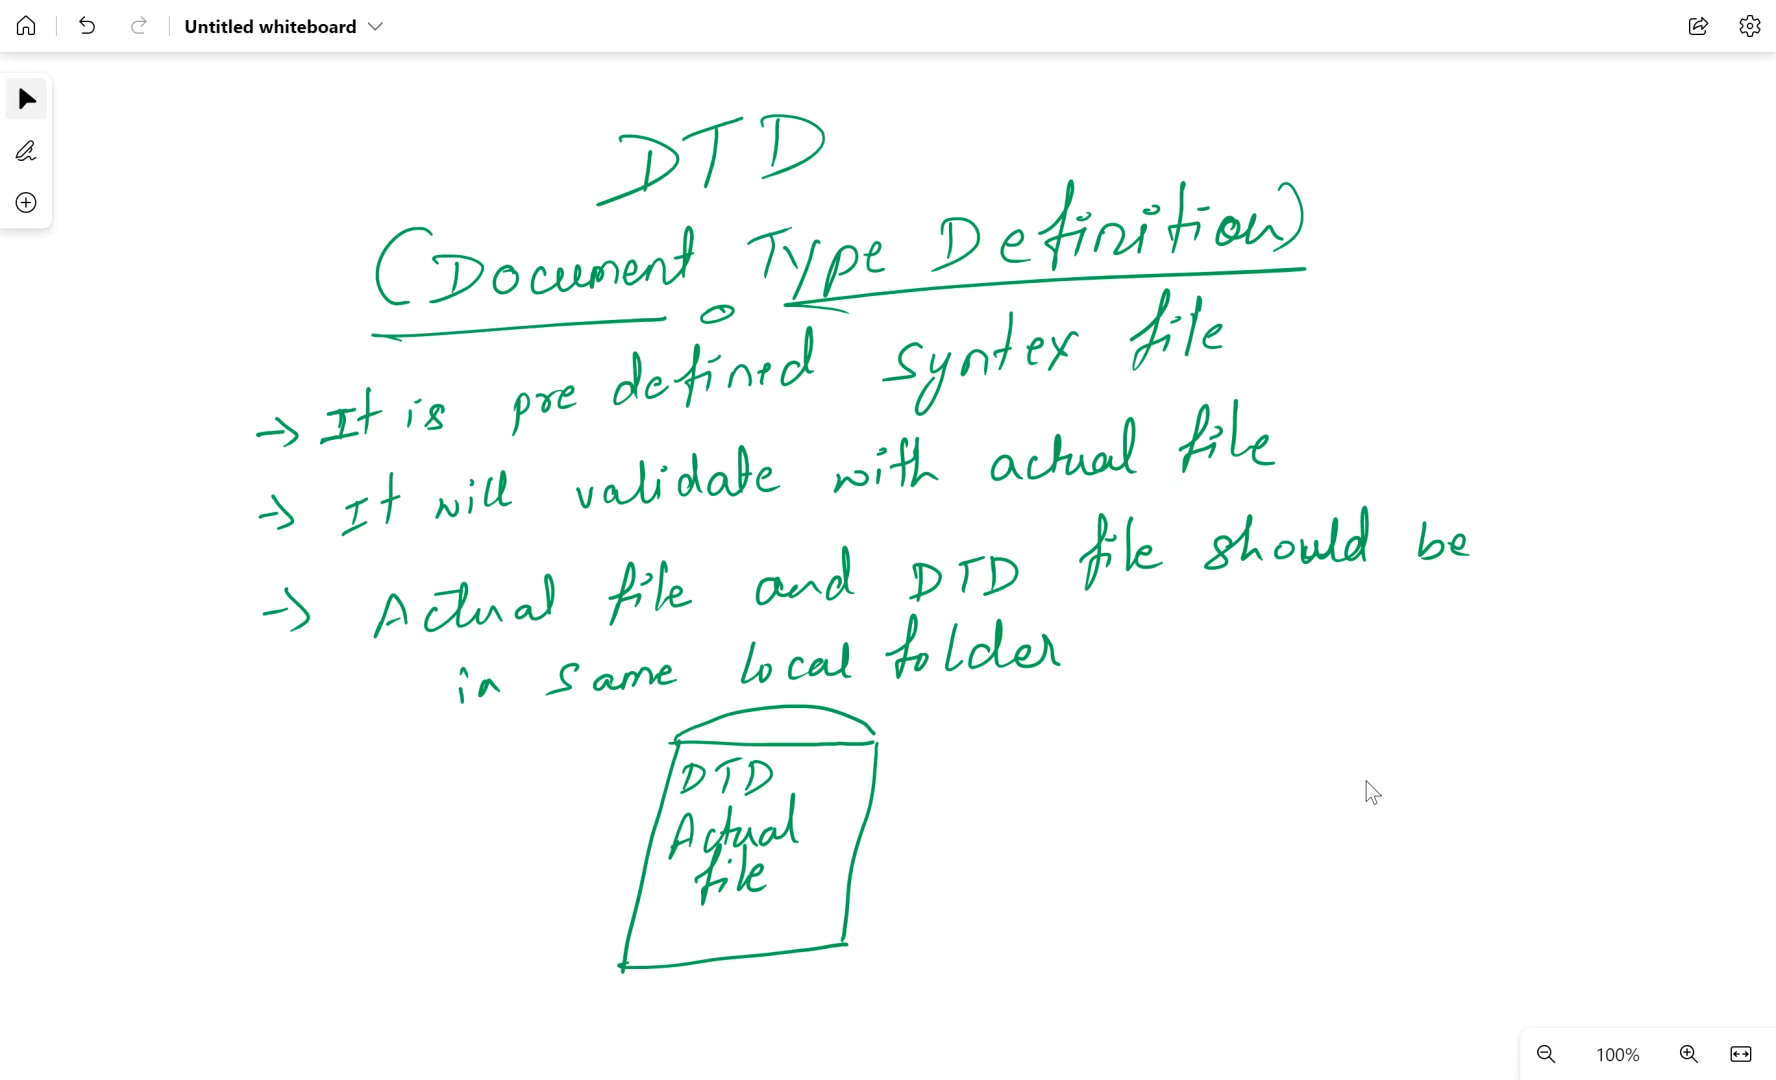 Untitled whiteboard
DTD
(Document Type Definition)
→ It is pre defined syntex file
→ It will validate with actual file
→ Actual file and DTD file should be
in same local folder
DTD
Actual
file
100%